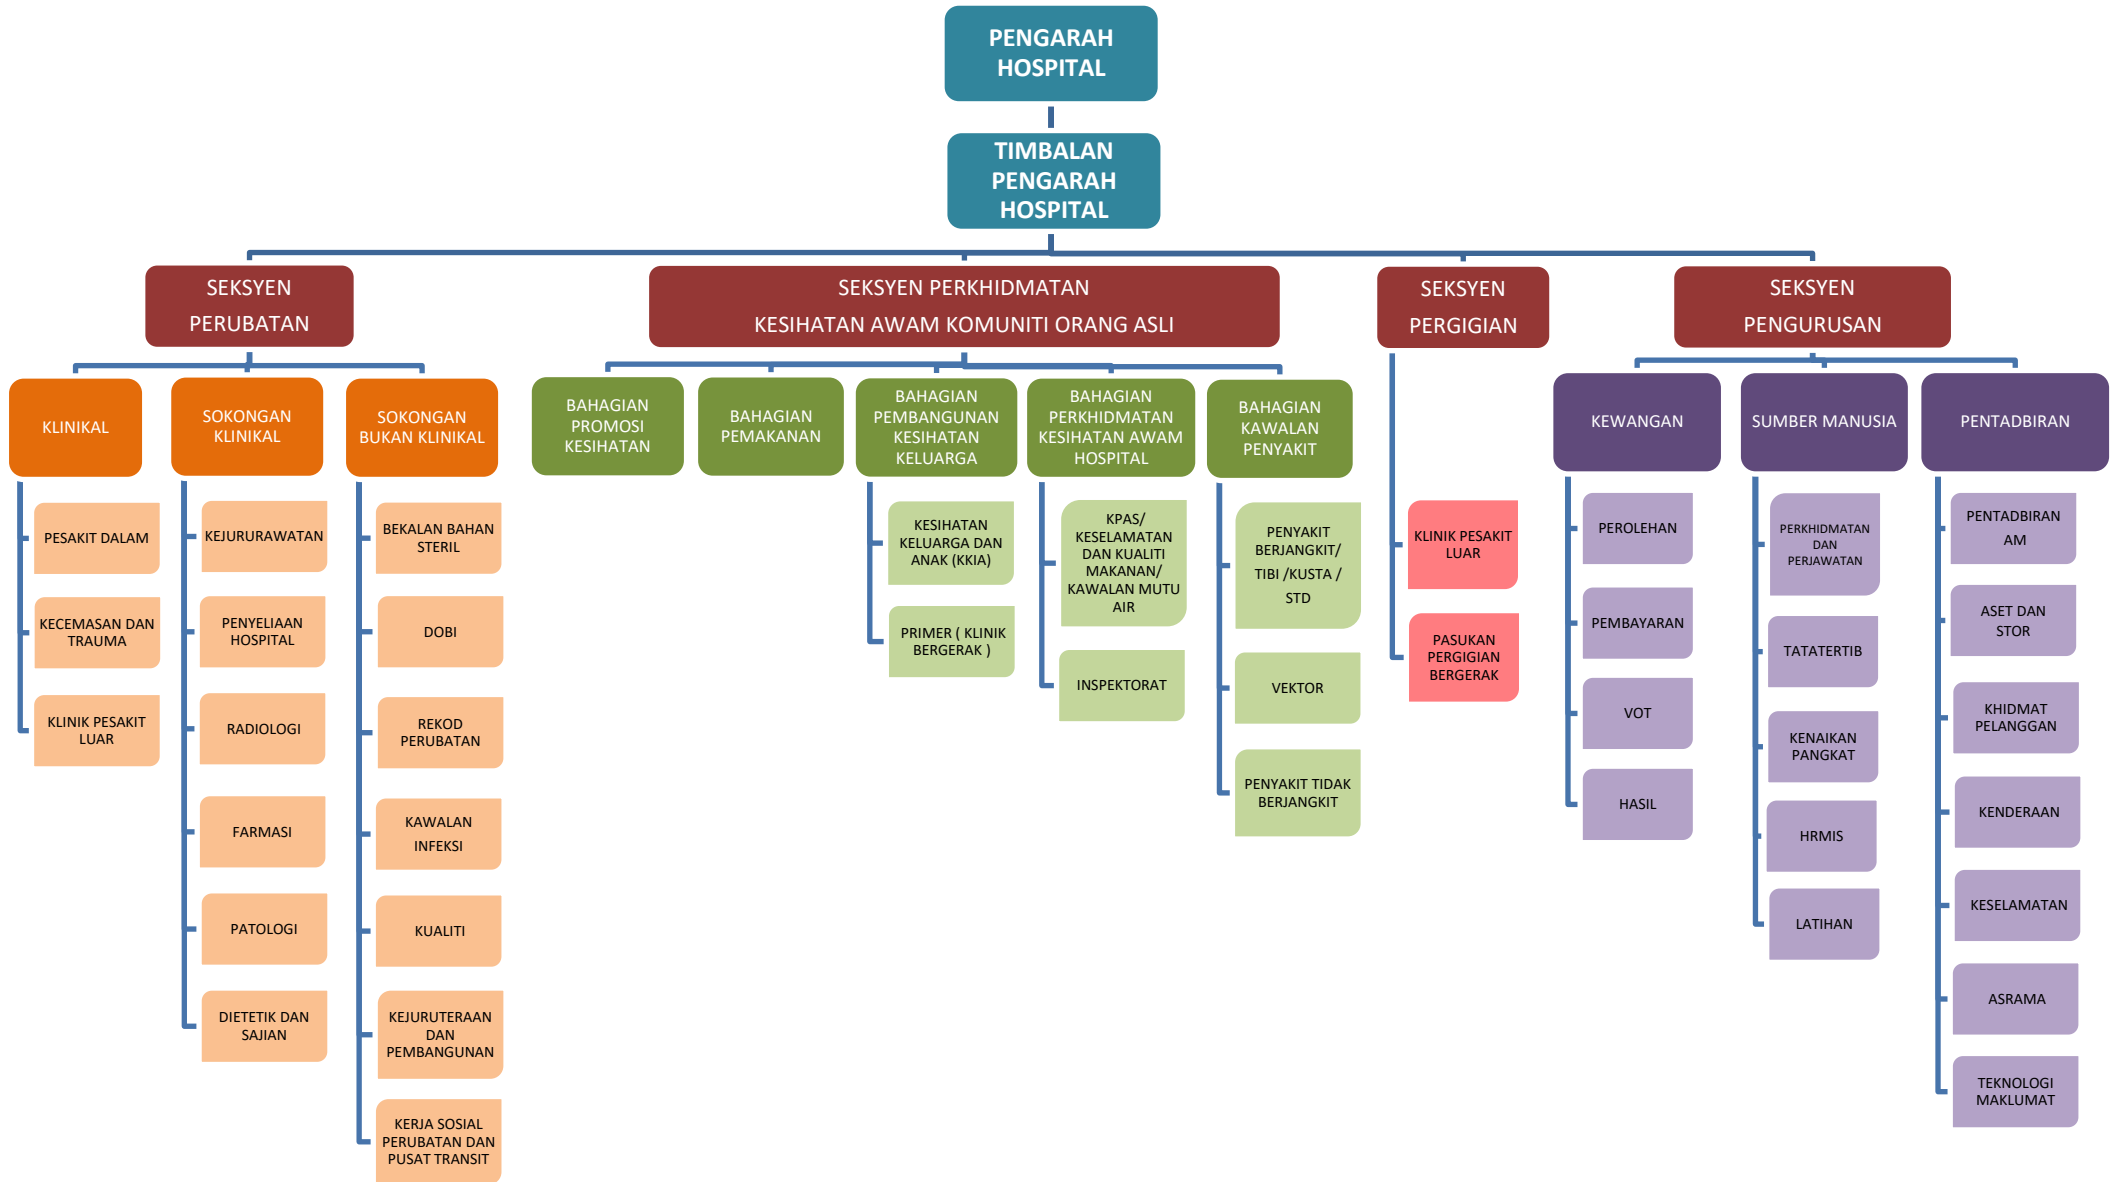 PENGARAH
HOSPITAL
TIMBALAN
PENGARAH
HOSPITAL
SEKSYEN
PERUBATAN
SEKSYEN PERKHIDMATAN
KESIHATAN AWAM KOMUNITI ORANG ASLI
SEKSYEN
PERGIGIAN
SEKSYEN
PENGURUSAN
KLINIKAL
SOKONGAN
KLINIKAL
SOKONGAN
BUKAN KLINIKAL
BAHAGIAN
PROMOSI
KESIHATAN
BAHAGIAN
PEMAKANAN
BAHAGIAN
PEMBANGUNAN
KESIHATAN
KELUARGA
BAHAGIAN
PERKHIDMATAN
KESIHATAN AWAM
HOSPITAL
BAHAGIAN
KAWALAN
PENYAKIT
KEWANGAN
SUMBER MANUSIA
PENTADBIRAN
PESAKIT DALAM
KECEMASAN DAN
TRAUMA
KLINIK PESAKIT
LUAR
KEJURURAWATAN
PENYELIAAN
HOSPITAL
RADIOLOGI
FARMASI
PATOLOGI
DIETETIK DAN
SAJIAN
BEKALAN BAHAN
STERIL
DOBI
REKOD
PERUBATAN
KAWALAN
INFEKSI
KUALITI
KEJURUTERAAN
DAN
PEMBANGUNAN
KERJA SOSIAL
PERUBATAN DAN
PUSAT TRANSIT
KESIHATAN
KELUARGA DAN
ANAK (KKIA)
PRIMER ( KLINIK
BERGERAK )
KPAS/
KESELAMATAN
DAN KUALITI
MAKANAN/
KAWALAN MUTU
AIR
INSPEKTORAT
PENYAKIT
BERJANGKIT/
TIBI /KUSTA /
STD
VEKTOR
PENYAKIT TIDAK
BERJANGKIT
KLINIK PESAKIT
LUAR
PASUKAN
PERGIGIAN
BERGERAK
PEROLEHAN
PEMBAYARAN
VOT
HASIL
PERKHIDMATAN
DAN
PERJAWATAN
TATATERTIB
KENAIKAN
PANGKAT
HRMIS
LATIHAN
PENTADBIRAN
AM
ASET DAN
STOR
KHIDMAT
PELANGGAN
KENDERAAN
KESELAMATAN
ASRAMA
TEKNOLOGI
MAKLUMAT